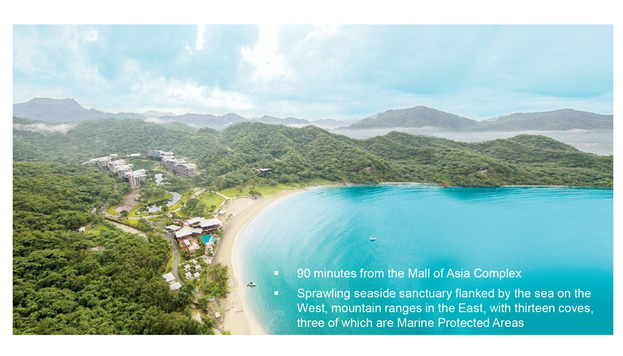 ▪ 90 minutes from the Mall of Asia Complex
▪ Sprawling seaside sanctuary flanked by the sea on the
West, mountain ranges in the East, with thirteen coves,
three of which are Marine Protected Areas